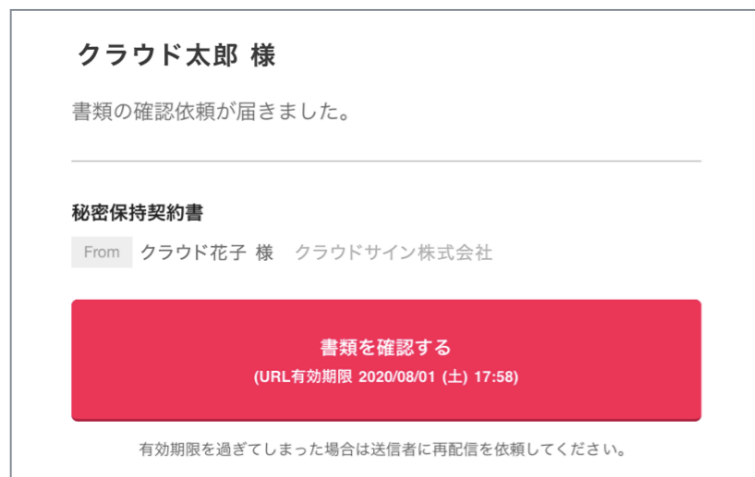 クラウド太郎 様
書類の確認依頼が届きました。
秘密保持契約書
From クラウド花子 様 クラウドサイン株式会社
書類を確認する
(URL有効期限 2020/08/01 (土) 17:58)
有効期限を過ぎてしまった場合は送信者に再配信を依頼してください。